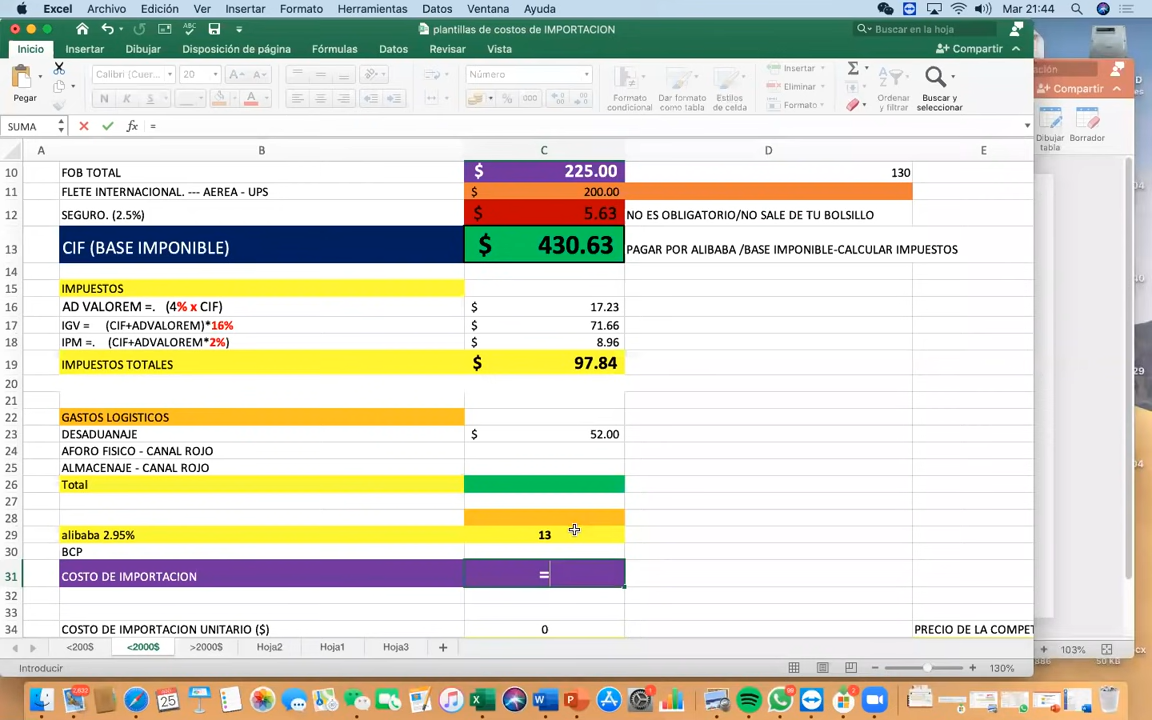 Excel Archivo Edición Ver Insertar Formato Herramientas Datos Ventana Ayuda Mar 21:44
plantillas de costos de IMPORTACION Buscar en la hoja
Inicio Insertar Dibujar Disposición de página Fórmulas Datos Revisar Vista Compartir
Calibri (Cuer... 20 A A Número Insertar
Pegar N K S % 000 Formato condicional Dar formato como tabla Estilos de celda Eliminar Formato Ordenar y filtrar Buscar y seleccionar
Compartir
Dibujar tabla Borrador
SUMA fx =
A B C D E
10 FOB TOTAL $ 225.00 130
11 FLETE INTERNACIONAL. --- AEREA - UPS $ 200.00
12 SEGURO. (2.5%) $ 5.63 NO ES OBLIGATORIO/NO SALE DE TU BOLSILLO
13 CIF (BASE IMPONIBLE) $ 430.63 PAGAR POR ALIBABA /BASE IMPONIBLE-CALCULAR IMPUESTOS
14
15 IMPUESTOS
16 AD VALOREM =. (4% x CIF) $ 17.23
17 IGV = (CIF+ADVALOREM)*16% $ 71.66
18 IPM =. (CIF+ADVALOREM*2%) $ 8.96
19 IMPUESTOS TOTALES $ 97.84
20
21
22 GASTOS LOGISTICOS
23 DESADUANAJE $ 52.00
24 AFORO FISICO - CANAL ROJO
25 ALMACENAJE - CANAL ROJO
26 Total
27
28
29 alibaba 2.95% 13
30 BCP
31 COSTO DE IMPORTACION =
32
33
34 COSTO DE IMPORTACION UNITARIO ($) 0 PRECIO DE LA COMPET
<200$ <2000$ >2000$ Hoja2 Hoja1 Hoja3 +
Introducir 130%
103%